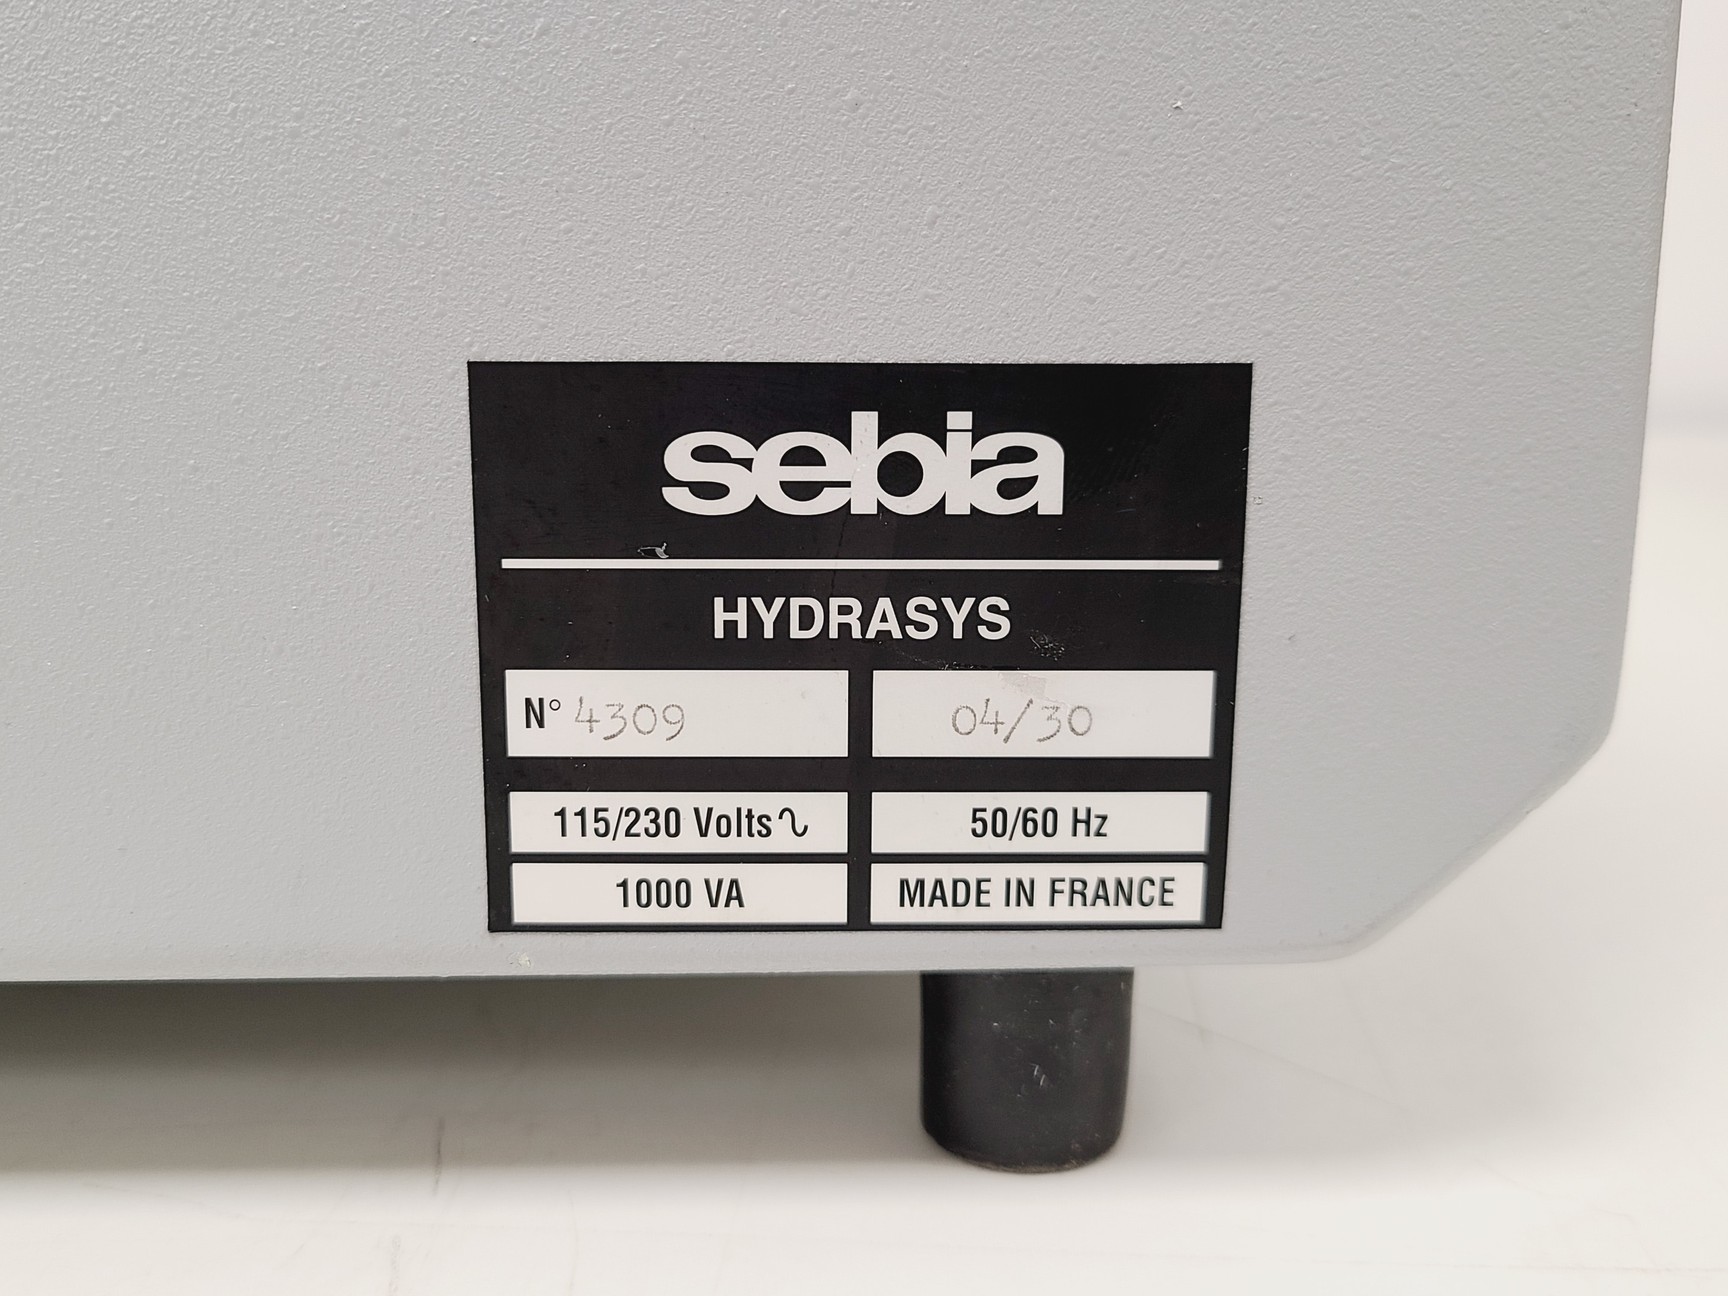 sebia
HYDRASYS
N° 4309 04/30
115/230 Volts∿ 50/60 Hz
1000 VA MADE IN FRANCE